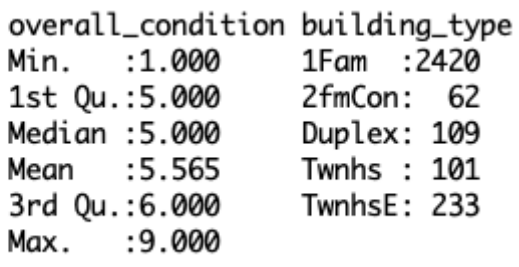 overall_condition building_type
Min.   :1.000     1Fam  :2420
1st Qu.:5.000     2fmCon:  62
Median :5.000     Duplex: 109
Mean   :5.565     Twnhs : 101
3rd Qu.:6.000     TwnhsE: 233
Max.   :9.000